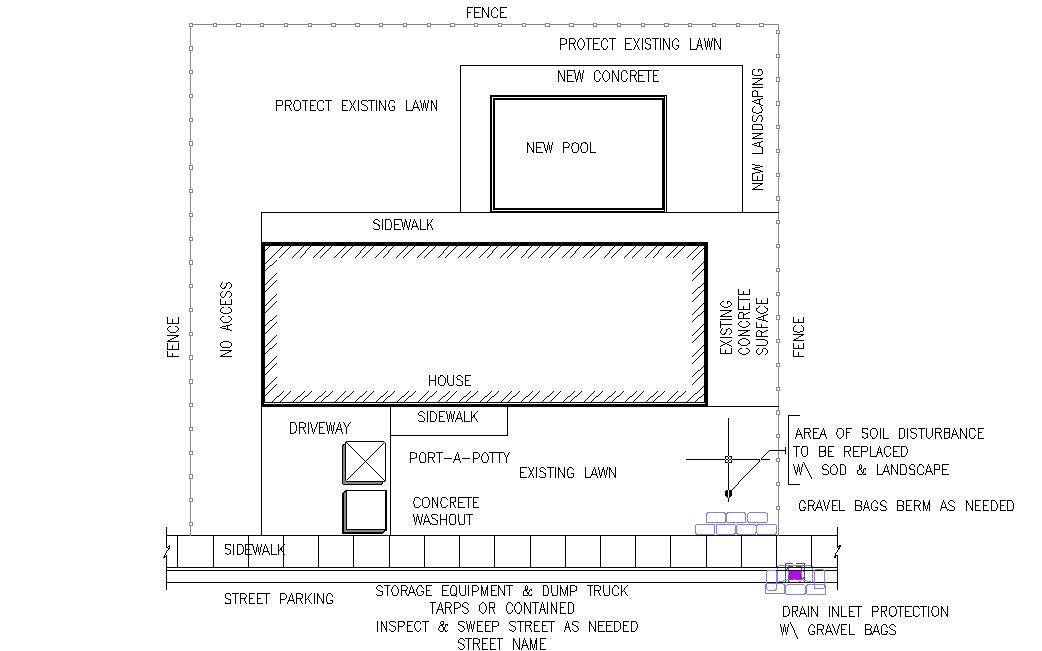 FENCE
PROTECT EXISTING LAWN
NEW CONCRETE
PROTECT EXISTING LAWN
NEW POOL
NEW LANDSCAPING
SIDEWALK
FENCE
NO ACCESS
EXISTING
CONCRETE
SURFACE
FENCE
HOUSE
SIDEWALK
DRIVEWAY
PORT-A-POTTY
EXISTING LAWN
CONCRETE
WASHOUT
AREA OF SOIL DISTURBANCE
TO BE REPLACED
W\ SOD & LANDSCAPE
GRAVEL BAGS BERM AS NEEDED
SIDEWALK
STREET PARKING
STORAGE EQUIPMENT & DUMP TRUCK
TARPS OR CONTAINED
INSPECT & SWEEP STREET AS NEEDED
STREET NAME
DRAIN INLET PROTECTION
W\ GRAVEL BAGS